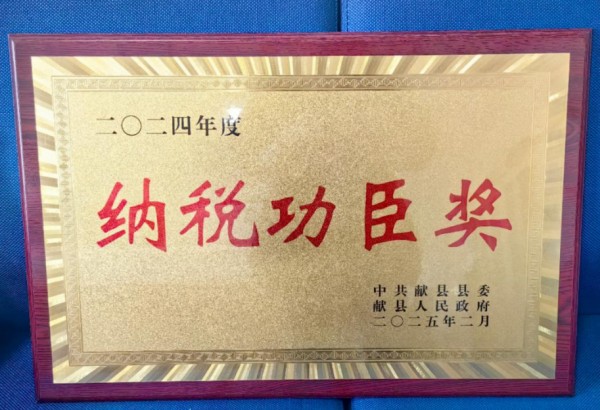 二〇二四年度
纳税功臣奖
中共献县县委
献县人民政府
二〇二五年二月